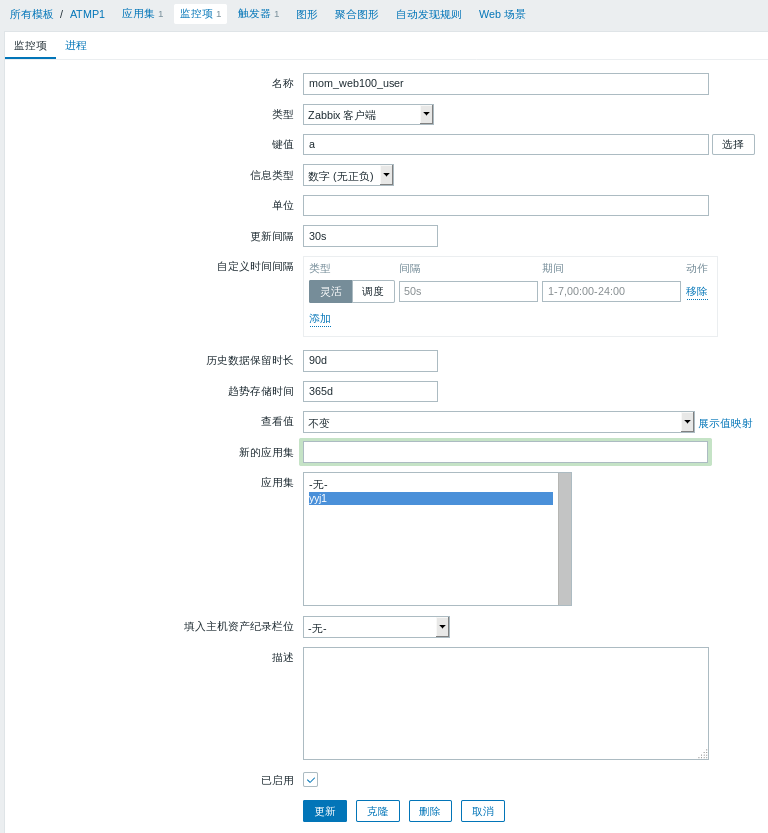 所有模板 / ATMP1 应用集 1 监控项 1 触发器 1 图形 聚合图形 自动发现规则 Web 场景
监控项 进程
名称 mom_web100_user
类型 Zabbix 客户端
键值 a 选择
信息类型 数字 (无正负)
单位
更新间隔 30s
自定义时间间隔 类型 间隔 期间 动作
灵活 调度 50s 1-7,00:00-24:00 移除
添加
历史数据保留时长 90d
趋势存储时间 365d
查看值 不变 展示值映射
新的应用集
应用集 -无-
yyj1
填入主机资产纪录栏位 -无-
描述
已启用
更新 克隆 删除 取消